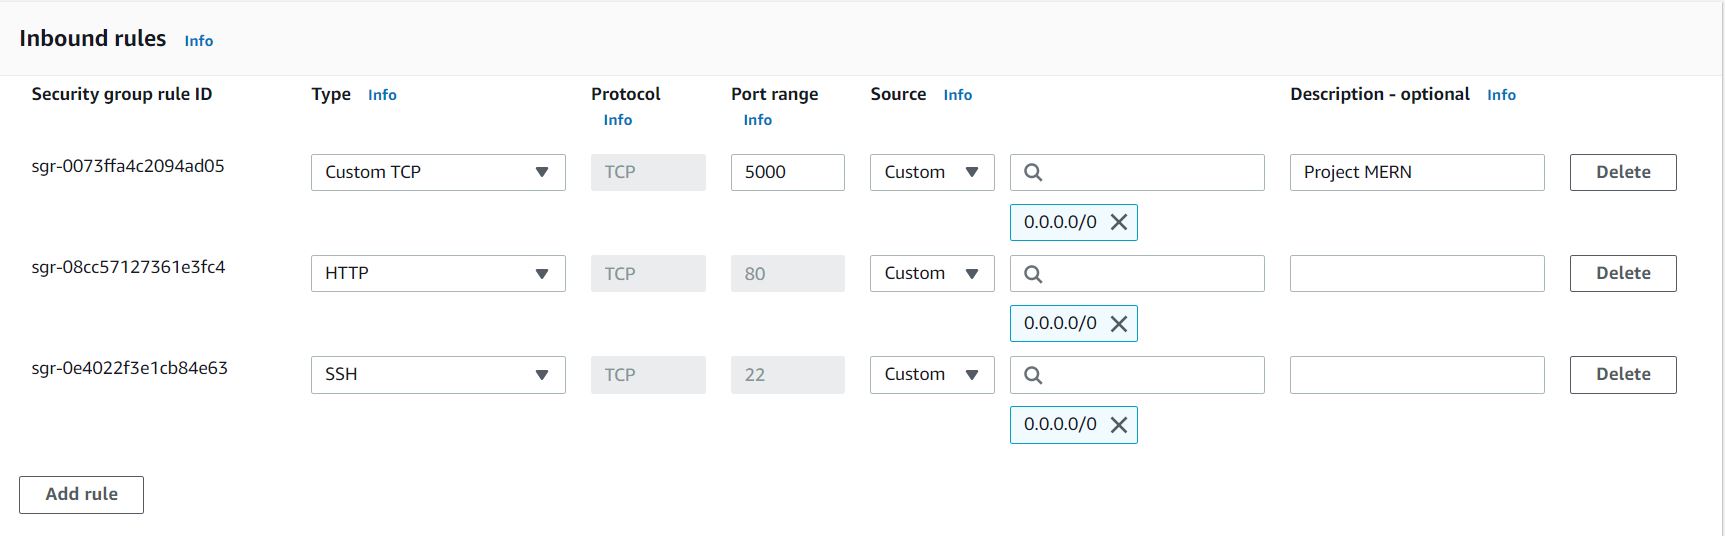 Inbound rules Info
Security group rule ID Type Info Protocol Info Port range Info Source Info Description - optional Info
sgr-0073ffa4c2094ad05 Custom TCP TCP 5000 Custom Project MERN Delete
0.0.0.0/0
sgr-08cc57127361e3fc4 HTTP TCP 80 Custom Delete
0.0.0.0/0
sgr-0e4022f3e1cb84e63 SSH TCP 22 Custom Delete
0.0.0.0/0
Add rule